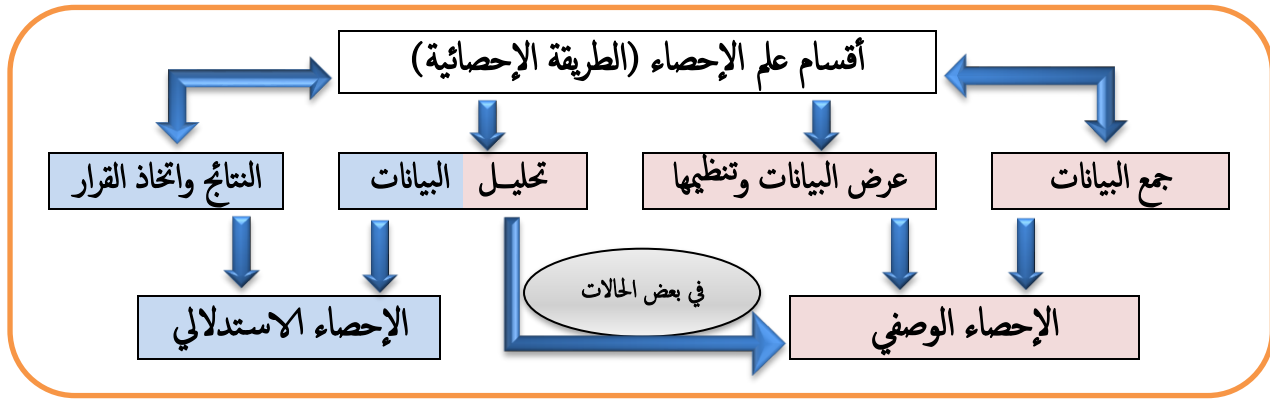 أقسام علم الإحصاء (الطريقة الإحصائية)
جمع البيانات
عرض البيانات وتنظيمها
تحليـل البيانات
النتائج واتخاذ القرار
في بعض الحالات
الإحصاء الوصفي
الإحصاء الاستدلالي